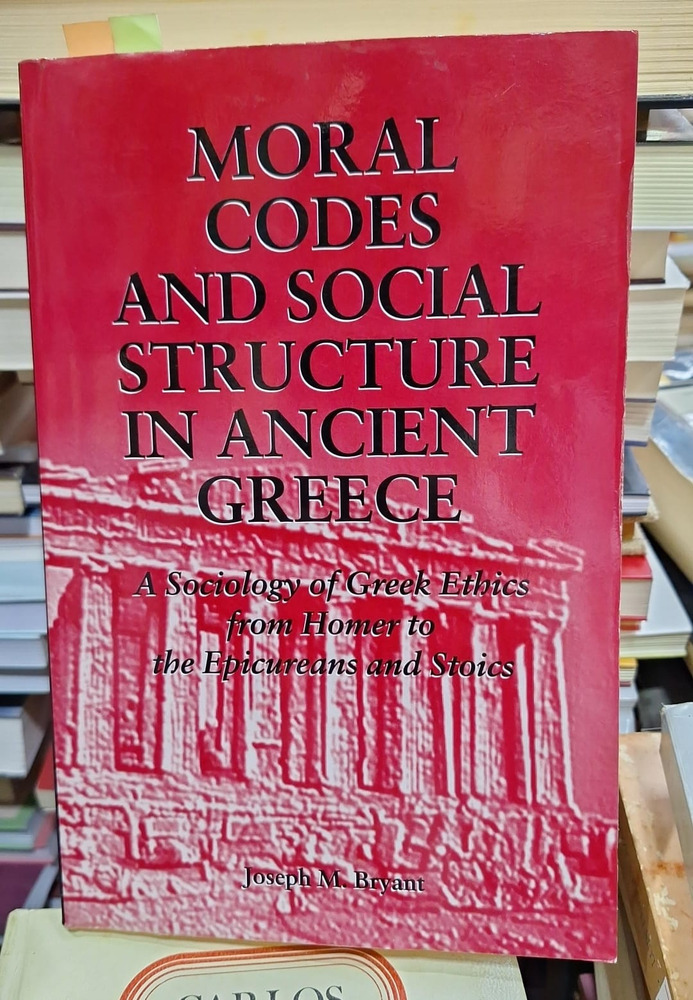 MORAL
CODES
AND SOCIAL
STRUCTURE
IN ANCIENT
GREECE
A Sociology of Greek Ethics
from Homer to
the Epicureans and Stoics
Joseph M. Bryant
CARLOS